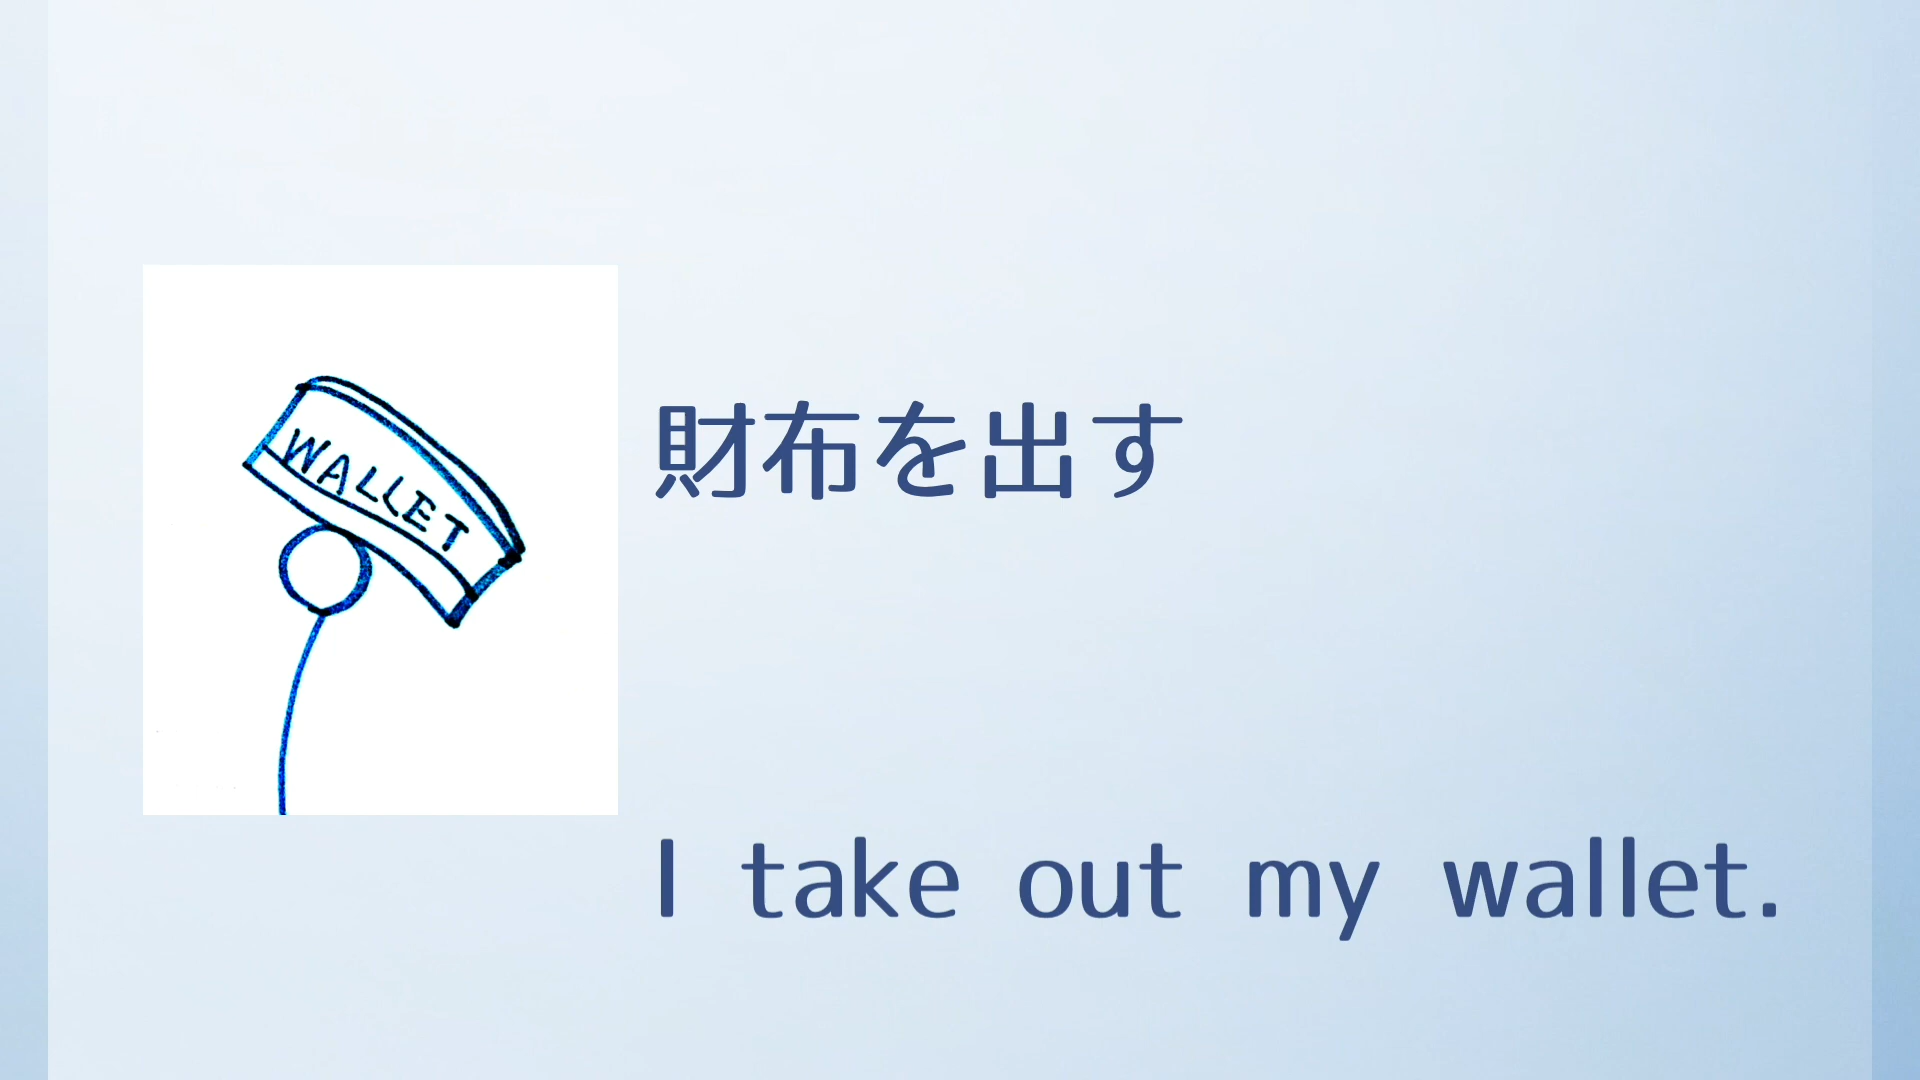 WALLET
財布を出す
I take out my wallet.